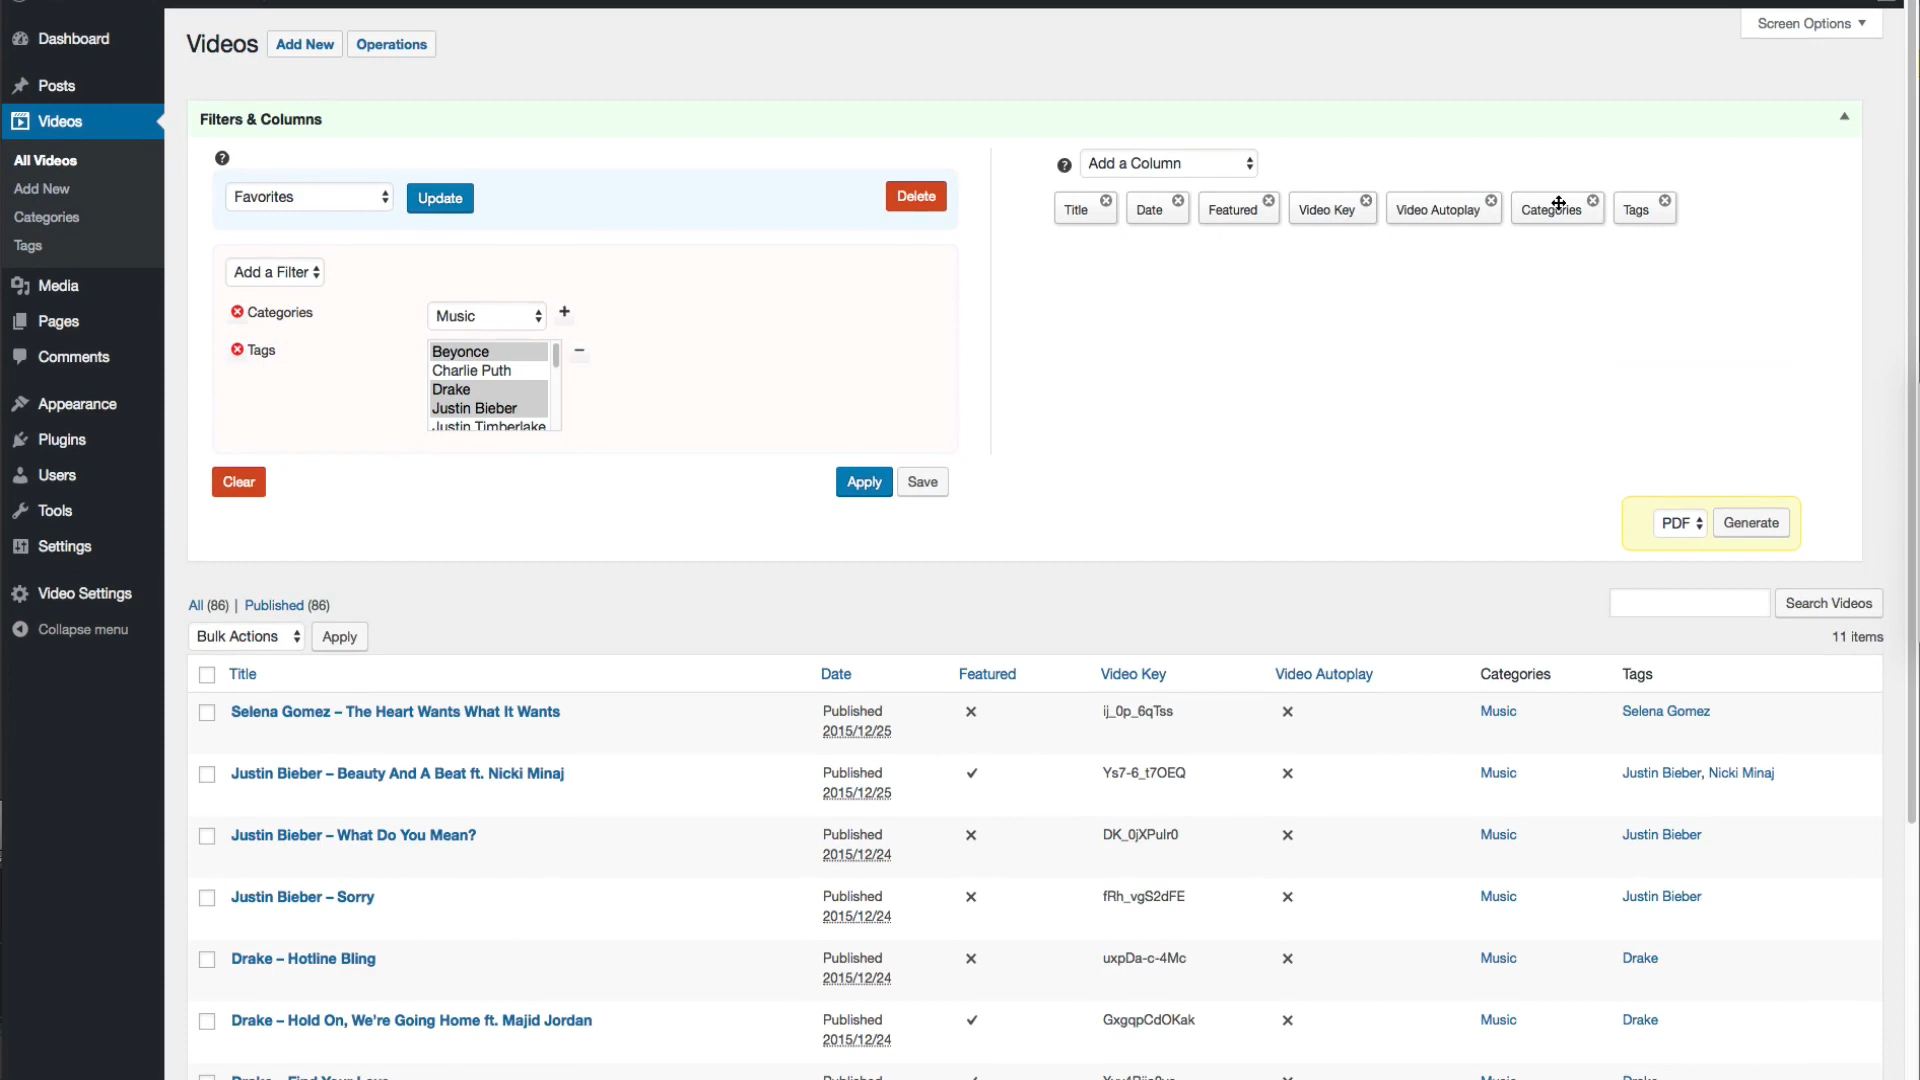 Screen Options
Dashboard
Posts
Videos
All Videos
Add New
Categories
Tags
Media
Pages
Comments
Appearance
Plugins
Users
Tools
Settings
Video Settings
Collapse menu
Videos Add New Operations
Filters & Columns
Favorites Update Delete
Add a Filter
Categories Music +
Tags
Beyonce
Charlie Puth
Drake
Justin Bieber
Justin Timberlake
Clear Apply Save
Add a Column
Title Date Featured Video Key Video Autoplay Categories Tags
PDF Generate
All (86) | Published (86)
Search Videos
Bulk Actions Apply
11 items
Title Date Featured Video Key Video Autoplay Categories Tags
Selena Gomez – The Heart Wants What It Wants Published ij_0p_6qTss Music Selena Gomez
2015/12/25
Justin Bieber – Beauty And A Beat ft. Nicki Minaj Published Ys7-6_t7OEQ Music Justin Bieber, Nicki Minaj
2015/12/25
Justin Bieber – What Do You Mean? Published DK_0jXPuIr0 Music Justin Bieber
2015/12/24
Justin Bieber – Sorry Published fRh_vgS2dFE Music Justin Bieber
2015/12/24
Drake – Hotline Bling Published uxpDa-c-4Mc Music Drake
2015/12/24
Drake – Hold On, We're Going Home ft. Majid Jordan Published GxgqpCdOKak Music Drake
2015/12/24